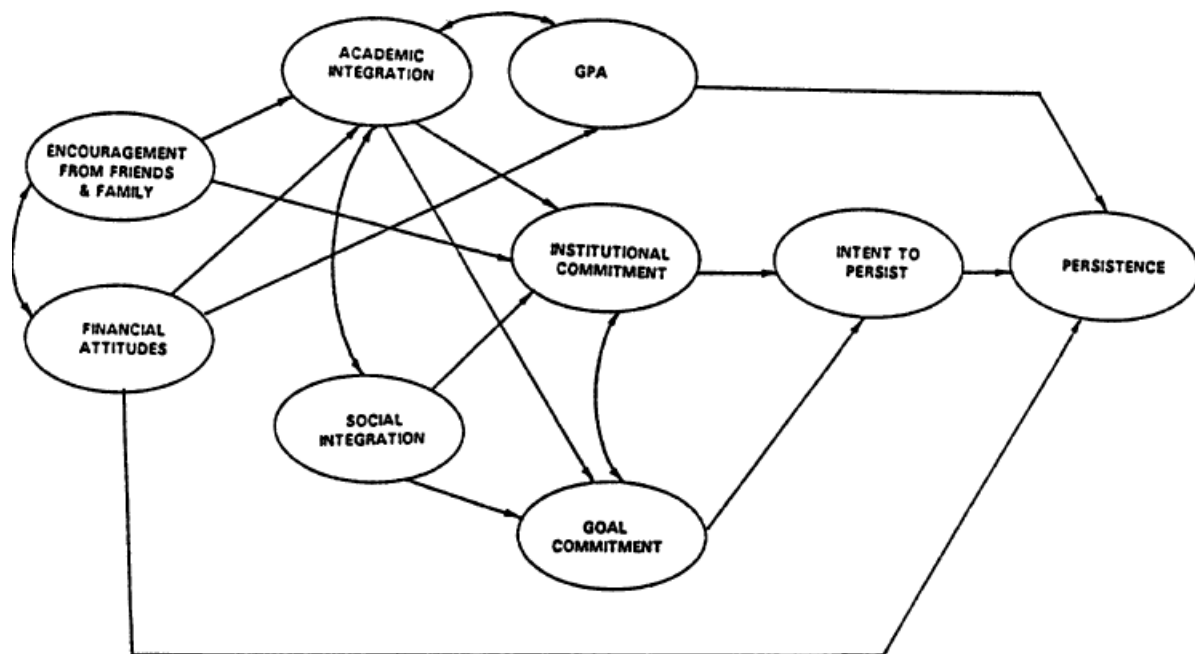 ACADEMIC
INTEGRATION
GPA
ENCOURAGEMENT
FROM FRIENDS
& FAMILY
INSTITUTIONAL
COMMITMENT
INTENT TO
PERSIST
PERSISTENCE
FINANCIAL
ATTITUDES
SOCIAL
INTEGRATION
GOAL
COMMITMENT